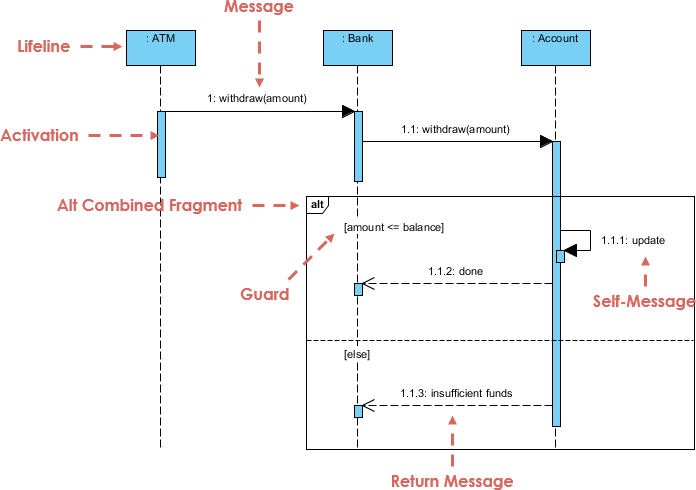 Message
Lifeline
: ATM
: Bank
: Account
1: withdraw(amount)
Activation
1.1: withdraw(amount)
Alt Combined Fragment
alt
[amount <= balance]
1.1.1: update
1.1.2: done
Guard
Self-Message
[else]
1.1.3: insufficient funds
Return Message